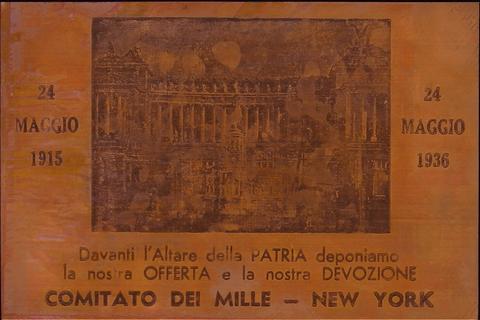 24
MAGGIO
1915
24
MAGGIO
1936
Davanti l'Altare della PATRIA deponiamo
la nostra OFFERTA e la nostra DEVOZIONE
COMITATO DEI MILLE – NEW YORK